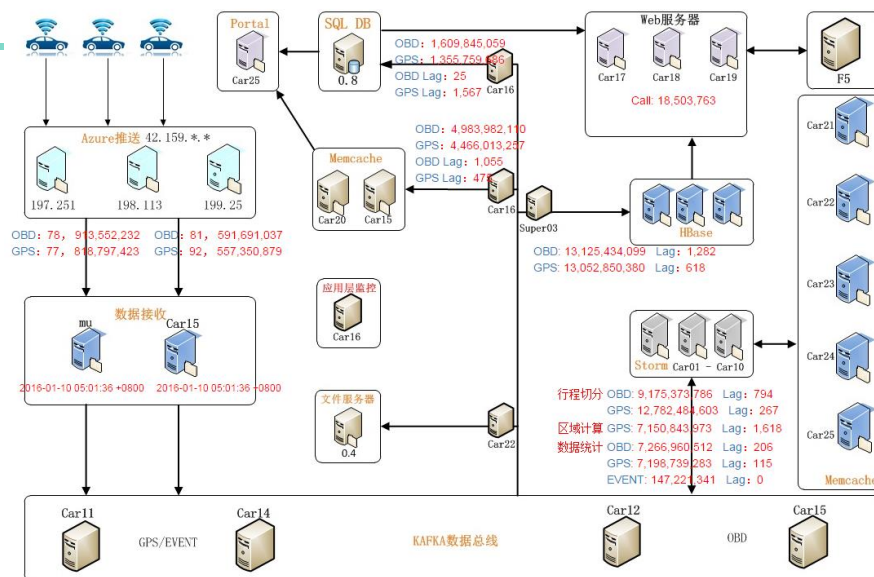 Portal
Car25
SQL DB
0.8
OBD: 1,609,845,059
GPS: 1,355,759,686
OBD Lag: 25
GPS Lag: 1,567
Car16
Web服务器
Car17
Car18
Car19
Call: 18,503,763
F5
Azure推送 42.159.*.*
197.251
198.113
199.25
OBD: 4,983,982,110
GPS: 4,466,013,257
OBD Lag: 1,055
Memcache
Car20
Car15
Car16
Super03
HBase
OBD: 13,125,434,099 Lag: 1,282
GPS: 13,052,850,380 Lag: 618
OBD: 78, 913,552,232
GPS: 77, 818,797,423
OBD: 81, 591,691,037
GPS: 92, 557,350,879
数据接收
mu
Car15
2016-01-10 05:01:36 +0800
2016-01-10 05:01:36 +0800
应用层监控
Car16
文件服务器
0.4
Car22
Storm Car01 - Car10
行程切分 OBD: 9,175,373,786 Lag: 794
GPS: 12,782,484,603 Lag: 267
区域计算 GPS: 7,150,843,973 Lag: 1,618
数据统计 OBD: 7,266,960,512 Lag: 206
GPS: 7,198,739,283 Lag: 115
EVENT: 147,221,341 Lag: 0
Car21
Car22
Car23
Car24
Car25
Memcache
Car11
GPS/EVENT
Car14
KAFKA数据总线
Car12
OBD
Car15